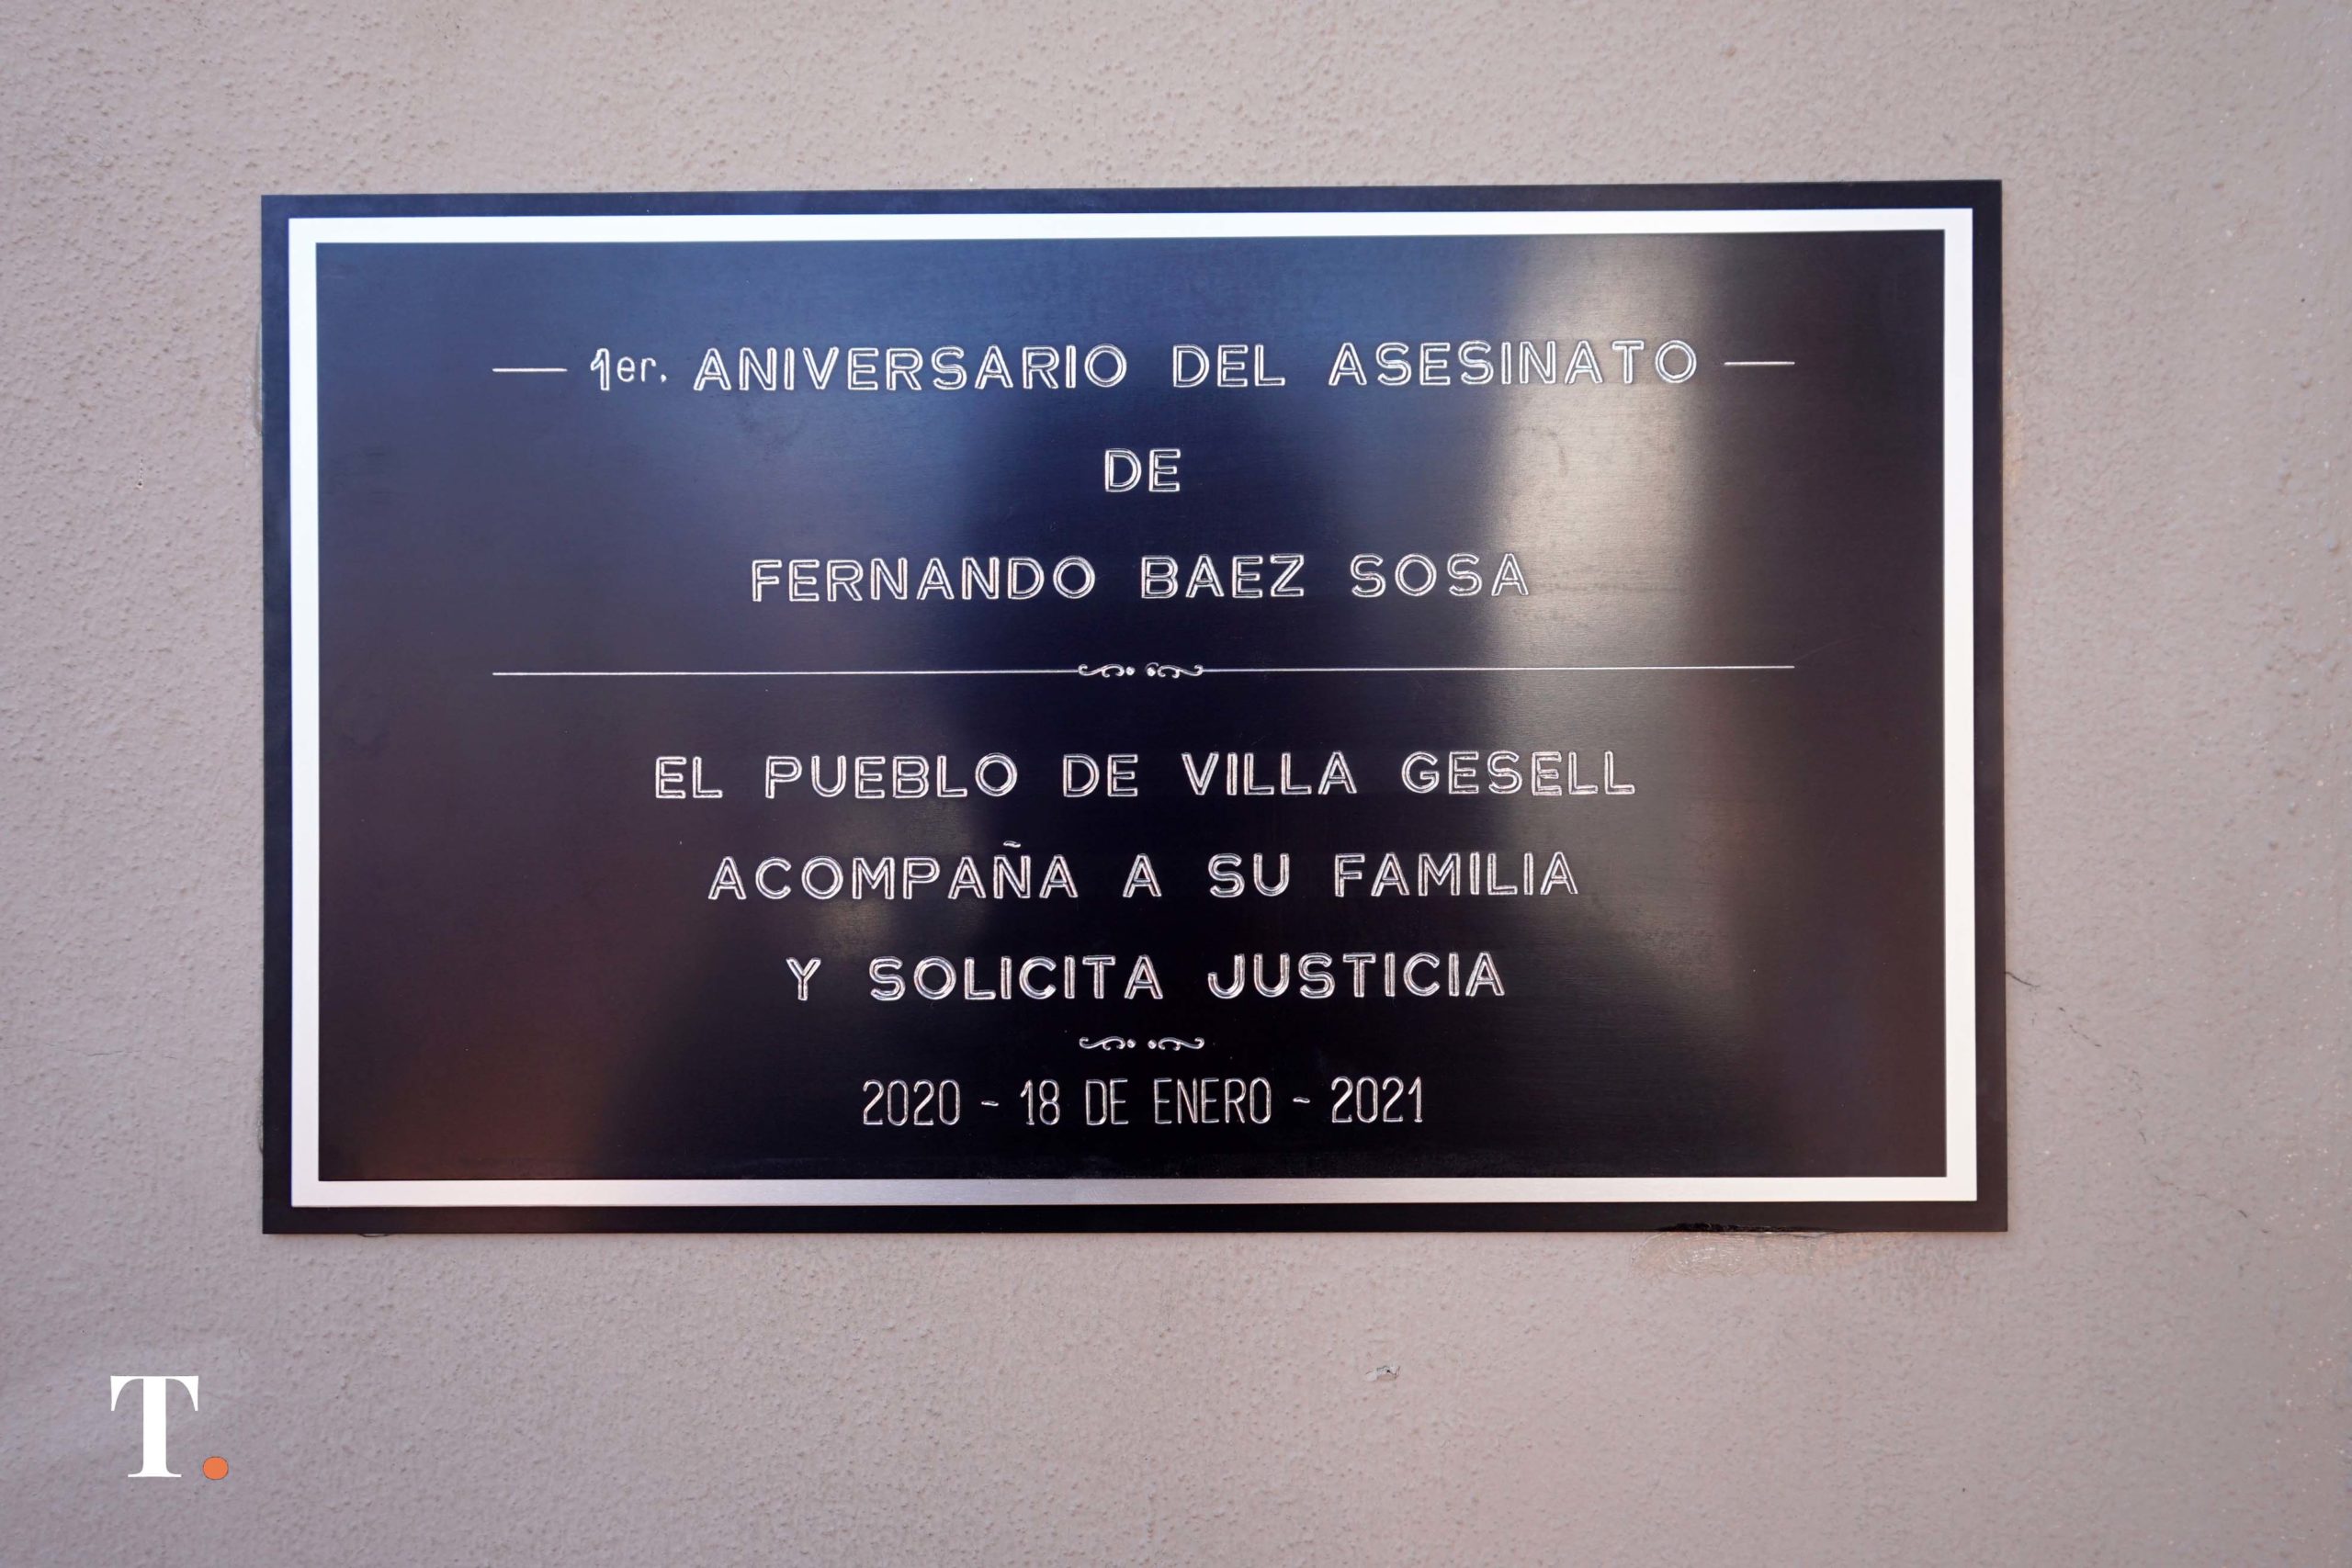 — 1er. ANIVERSARIO DEL ASESINATO —
DE
FERNANDO BAEZ SOSA
EL PUEBLO DE VILLA GESELL
ACOMPAÑA A SU FAMILIA
Y SOLICITA JUSTICIA
2020 - 18 DE ENERO - 2021
T.